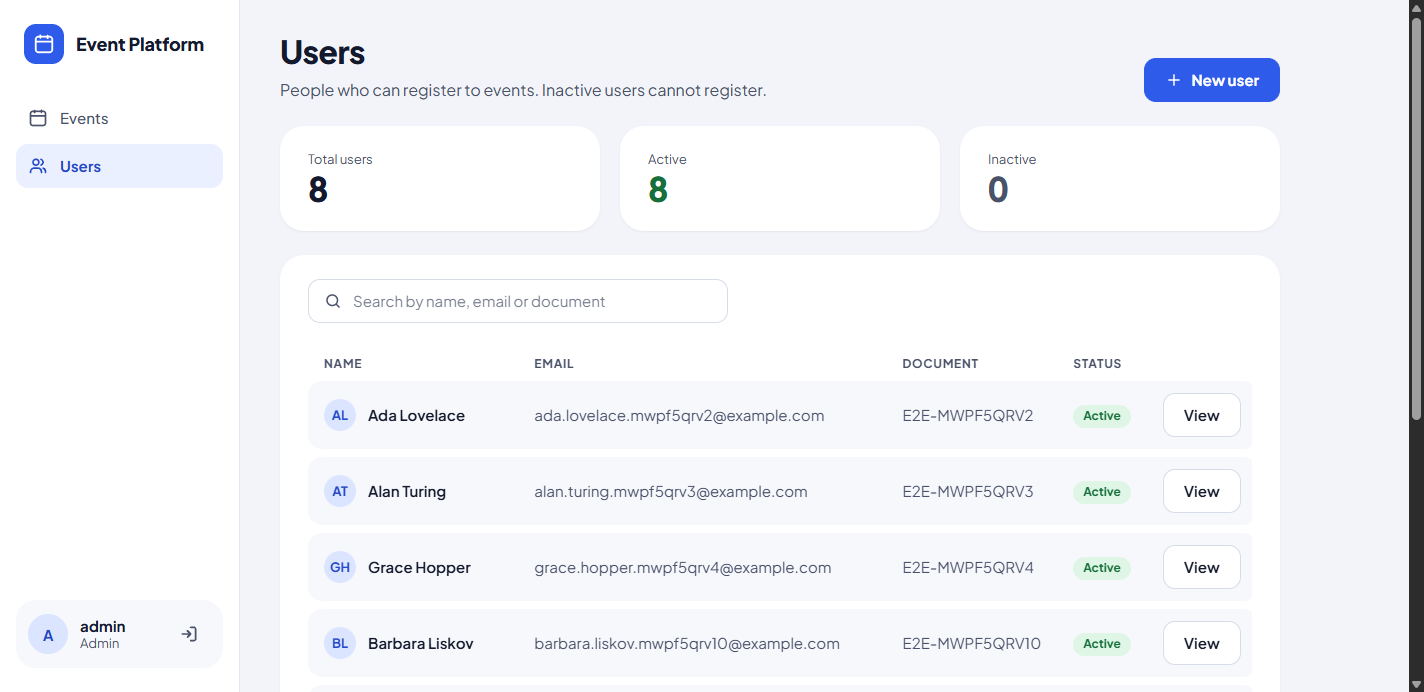 Event Platform
Events
Users
admin
Admin
A
Users
People who can register to events. Inactive users cannot register.
New user
Total users
8
Active
8
Inactive
0
Search by name, email or document
NAME EMAIL DOCUMENT STATUS
AL Ada Lovelace ada.lovelace.mwpf5qrv2@example.com E2E-MWPF5QRV2 Active View
AT Alan Turing alan.turing.mwpf5qrv3@example.com E2E-MWPF5QRV3 Active View
GH Grace Hopper grace.hopper.mwpf5qrv4@example.com E2E-MWPF5QRV4 Active View
BL Barbara Liskov barbara.liskov.mwpf5qrv10@example.com E2E-MWPF5QRV10 Active View